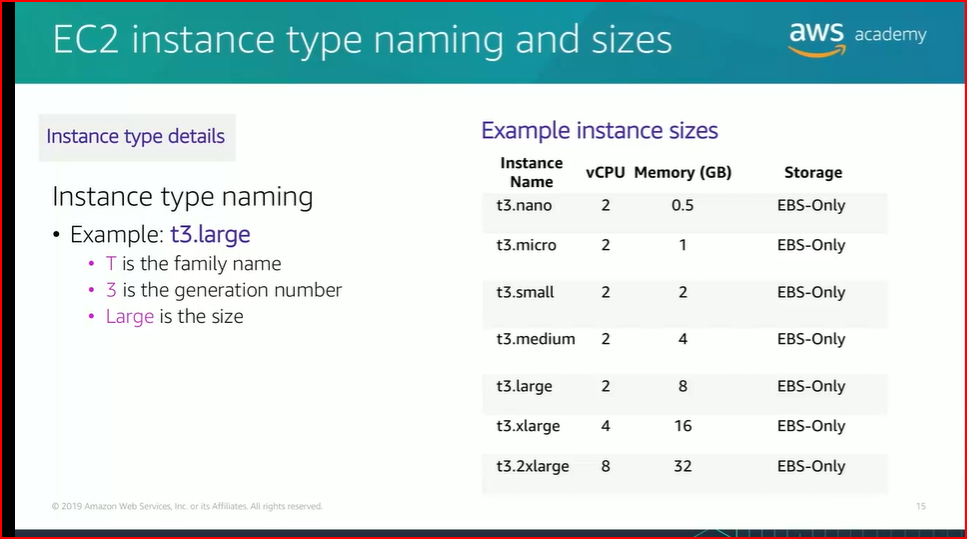 EC2 instance type naming and sizes
aws academy
Instance type details
Instance type naming
• Example: t3.large
• T is the family name
• 3 is the generation number
• Large is the size
Example instance sizes
Instance Name vCPU Memory (GB) Storage
t3.nano 2 0.5 EBS-Only
t3.micro 2 1 EBS-Only
t3.small 2 2 EBS-Only
t3.medium 2 4 EBS-Only
t3.large 2 8 EBS-Only
t3.xlarge 4 16 EBS-Only
t3.2xlarge 8 32 EBS-Only
© 2019 Amazon Web Services, Inc. or its Affiliates. All rights reserved.
15